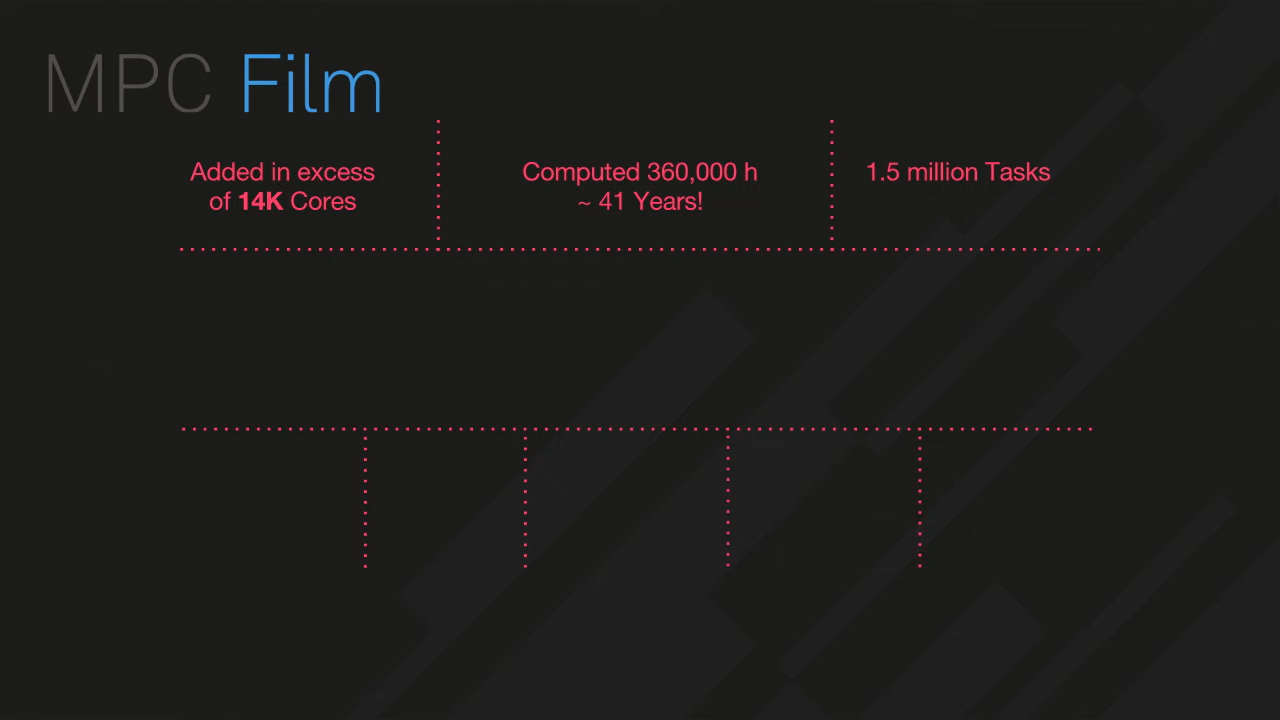 MPC Film
Added in excess
of 14K Cores
Computed 360,000 h
~ 41 Years!
1.5 million Tasks